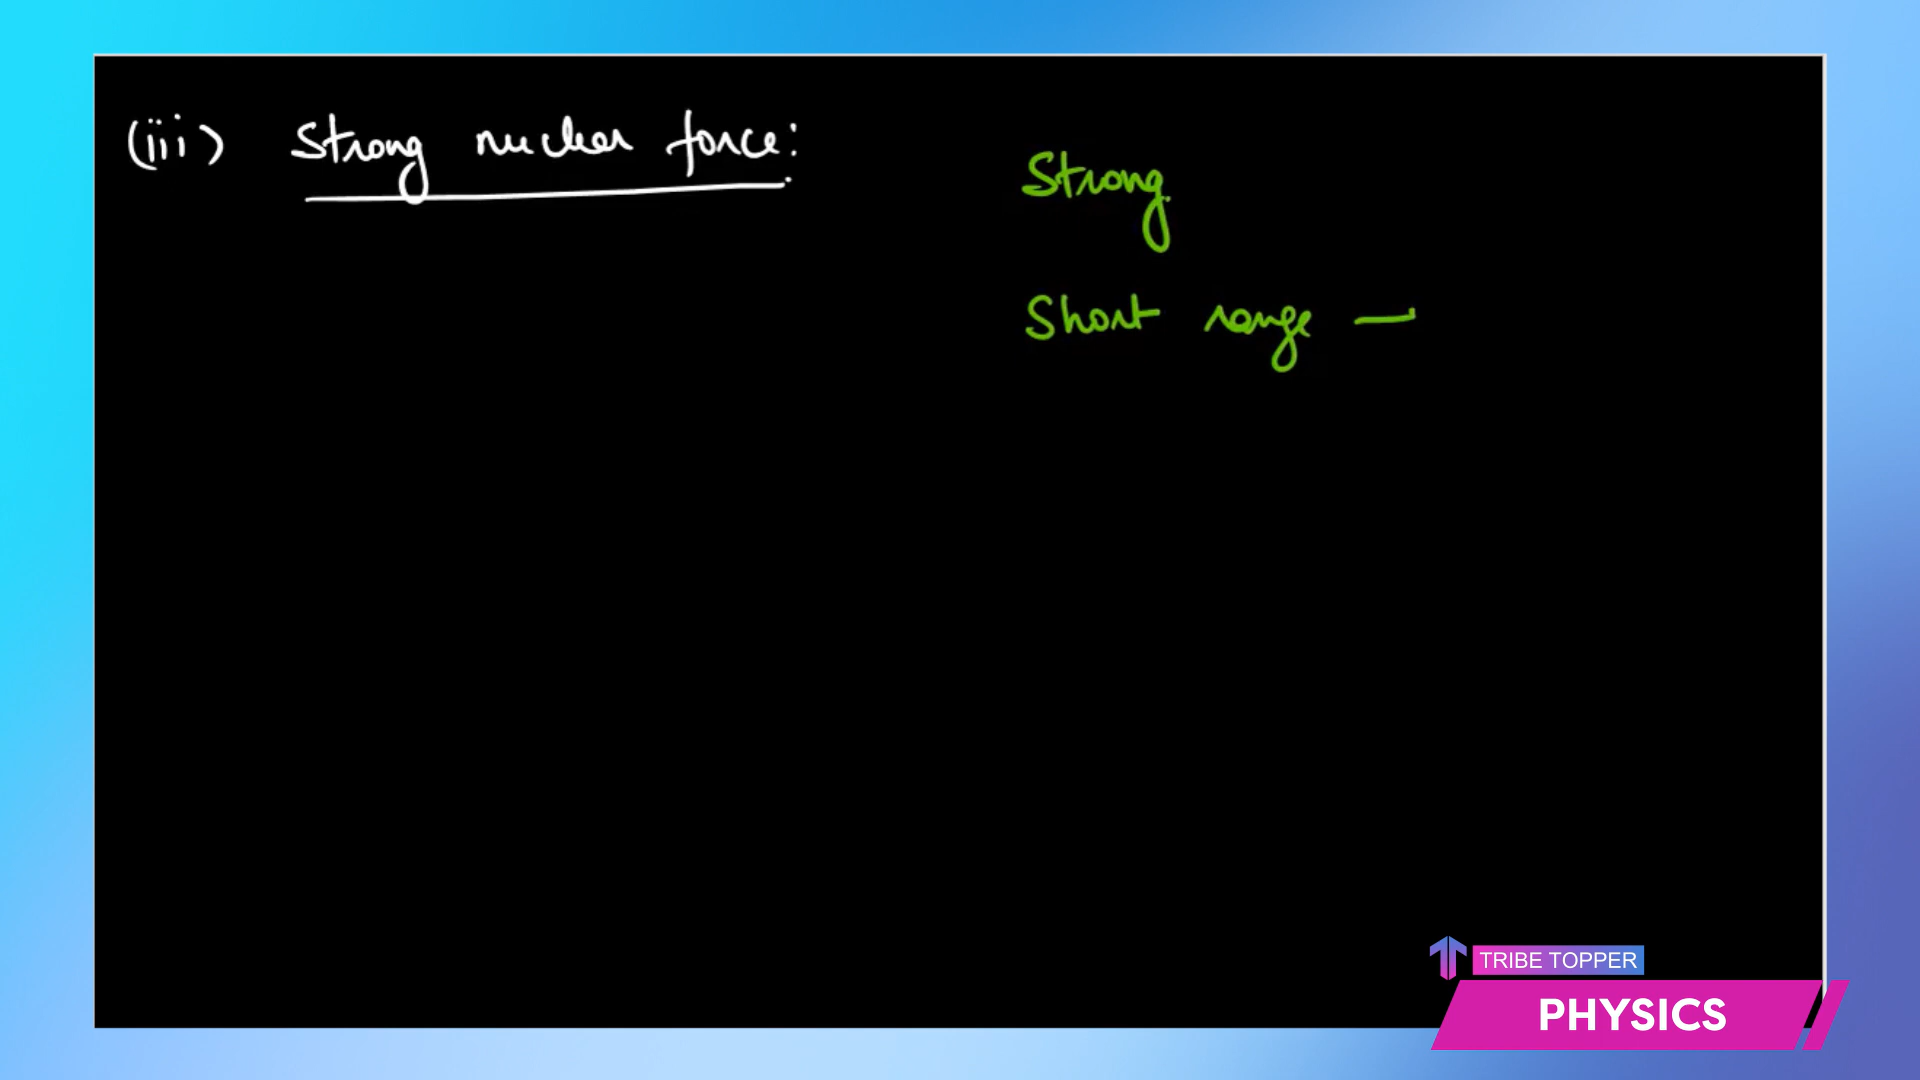 (iii) Strong nuclear force:
Strong
Short range —
TRIBE TOPPER
PHYSICS